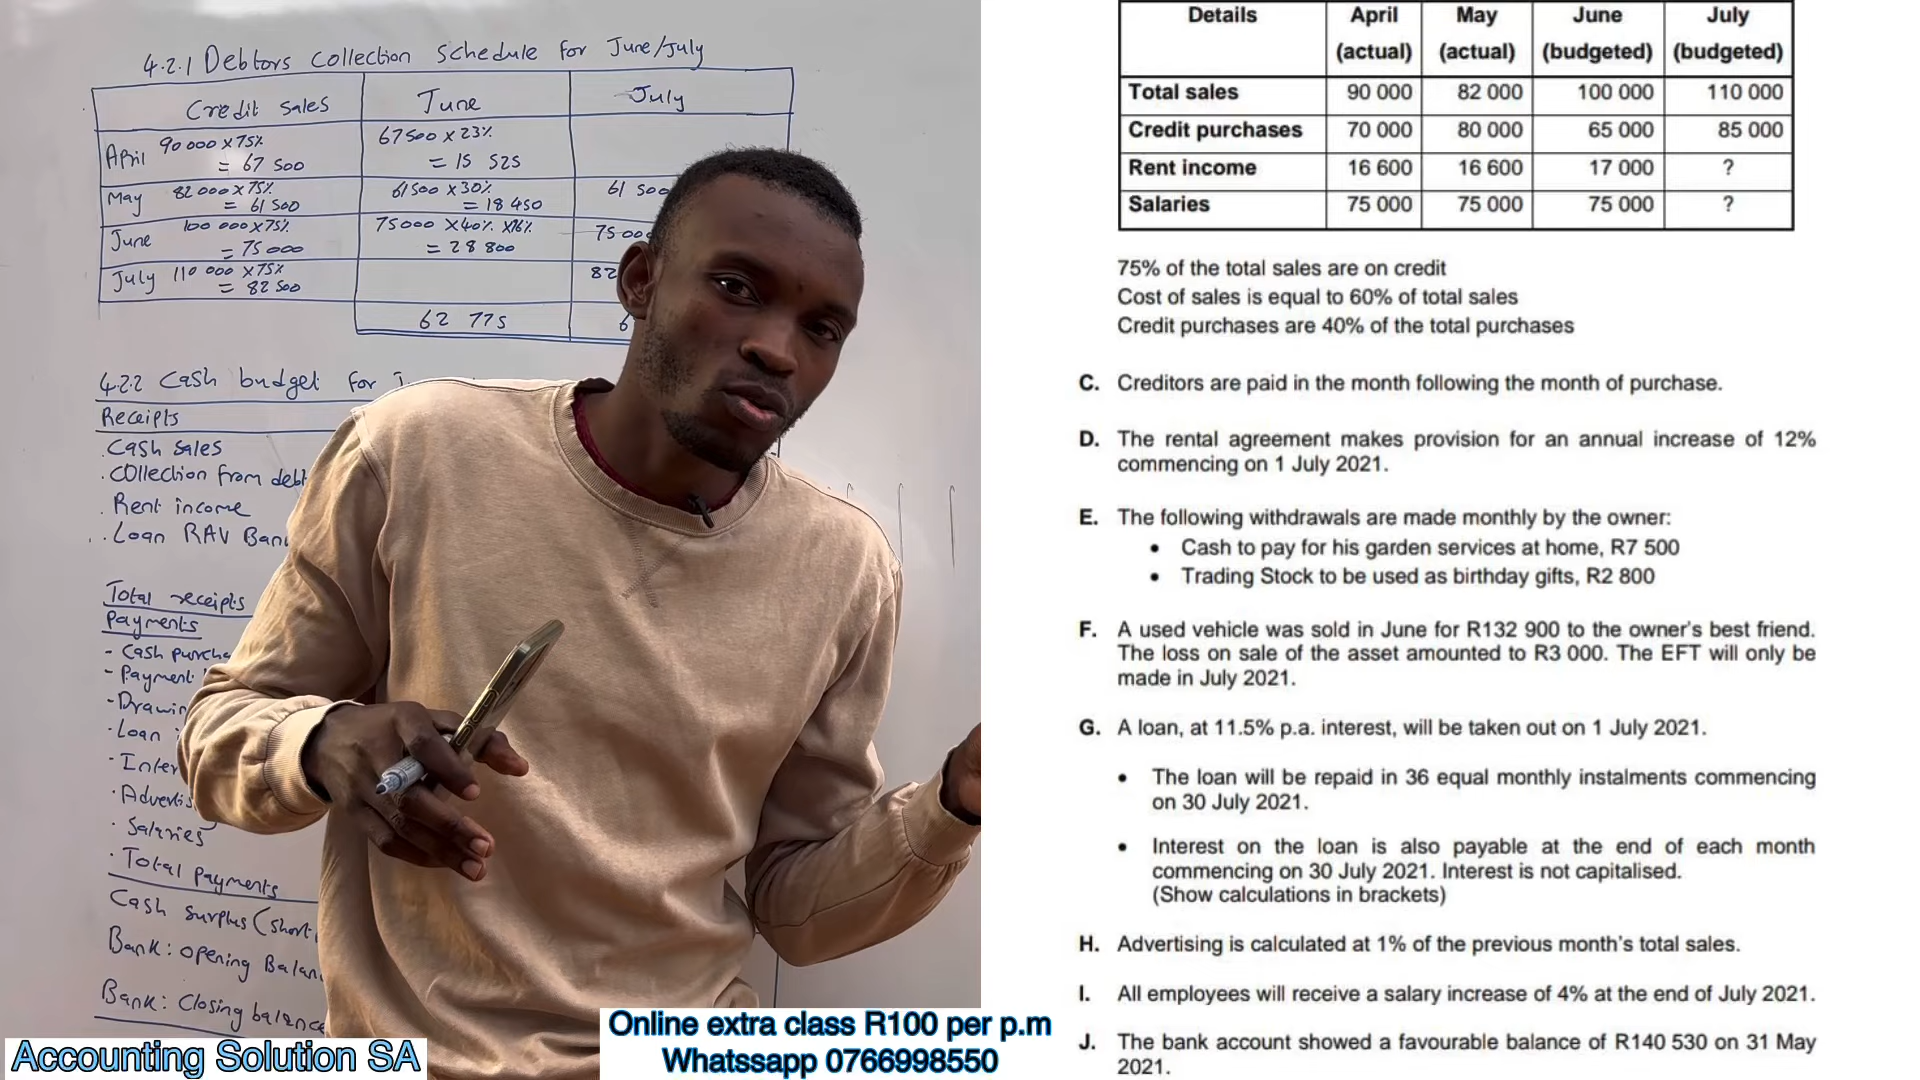 4.2.1 Debtors collection schedule for June/July
Credit sales June July
April 90 000 x 75% 67500 x 23%
= 67 500 = 15 525
May 82 000 x 75% 61500 x 30% 61 500
= 61 500 = 18 450
June 100 000 x 75% 75000 x 40% x 96% 75 000
= 75 000 = 28 800
July 110 000 x 75% 82
= 82 500
62 775 6
4.2.2 Cash budget for J
Receipts
. Cash sales
. Collection from debt
. Rent income
. Loan RAV Ban
Total receipts
Payments
- Cash purcha
- Payment
- Drawin
- Loan
- Inter
- Advertis
- Salaries
- Total payments
Cash surplus (short
Bank: opening Balan
Bank: Closing balance
Details April May June July
(actual) (actual) (budgeted) (budgeted)
Total sales 90 000 82 000 100 000 110 000
Credit purchases 70 000 80 000 65 000 85 000
Rent income 16 600 16 600 17 000 ?
Salaries 75 000 75 000 75 000 ?
75% of the total sales are on credit
Cost of sales is equal to 60% of total sales
Credit purchases are 40% of the total purchases
C. Creditors are paid in the month following the month of purchase.
D. The rental agreement makes provision for an annual increase of 12%
commencing on 1 July 2021.
E. The following withdrawals are made monthly by the owner:
• Cash to pay for his garden services at home, R7 500
• Trading Stock to be used as birthday gifts, R2 800
F. A used vehicle was sold in June for R132 900 to the owner's best friend.
The loss on sale of the asset amounted to R3 000. The EFT will only be
made in July 2021.
G. A loan, at 11.5% p.a. interest, will be taken out on 1 July 2021.
• The loan will be repaid in 36 equal monthly instalments commencing
on 30 July 2021.
• Interest on the loan is also payable at the end of each month
commencing on 30 July 2021. Interest is not capitalised.
(Show calculations in brackets)
H. Advertising is calculated at 1% of the previous month's total sales.
I. All employees will receive a salary increase of 4% at the end of July 2021.
J. The bank account showed a favourable balance of R140 530 on 31 May
2021.
Online extra class R100 per p.m
Whatssapp 0766998550
Accounting Solution SA